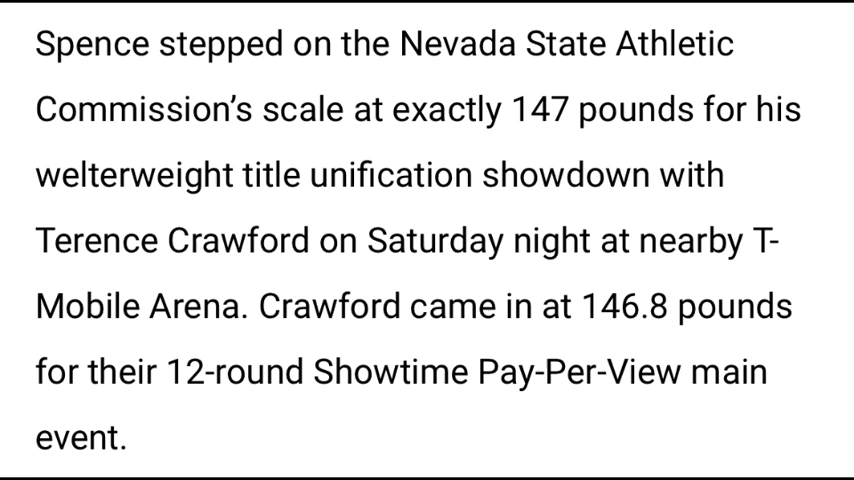 Spence stepped on the Nevada State Athletic
Commission’s scale at exactly 147 pounds for his
welterweight title unification showdown with
Terence Crawford on Saturday night at nearby T-
Mobile Arena. Crawford came in at 146.8 pounds
for their 12-round Showtime Pay-Per-View main
event.